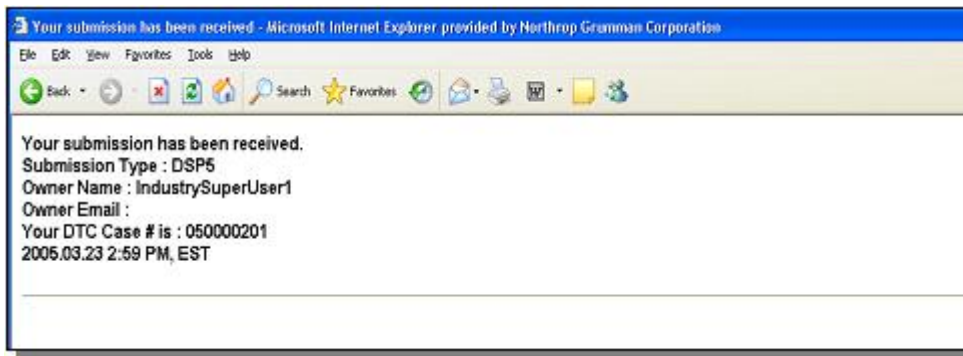 Your submission has been received - Microsoft Internet Explorer provided by Northrop Grumman Corporation
File Edit View Favorites Tools Help
Back Search Favorites
Your submission has been received.
Submission Type : DSP5
Owner Name : IndustrySuperUser1
Owner Email :
Your DTC Case # is : 050000201
2005.03.23 2:59 PM, EST